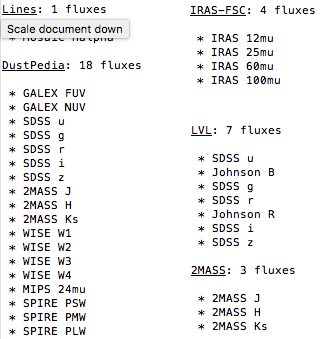 Lines: 1 fluxes
Scale document down
* Mosaic Halpha
DustPedia: 18 fluxes
* GALEX FUV
* GALEX NUV
* SDSS u
* SDSS g
* SDSS r
* SDSS i
* SDSS z
* 2MASS J
* 2MASS H
* 2MASS Ks
* WISE W1
* WISE W2
* WISE W3
* WISE W4
* MIPS 24mu
* SPIRE PSW
* SPIRE PMW
* SPIRE PLW
IRAS-FSC: 4 fluxes
* IRAS 12mu
* IRAS 25mu
* IRAS 60mu
* IRAS 100mu
LVL: 7 fluxes
* SDSS u
* Johnson B
* SDSS g
* SDSS r
* Johnson R
* SDSS i
* SDSS z
2MASS: 3 fluxes
* 2MASS J
* 2MASS H
* 2MASS Ks